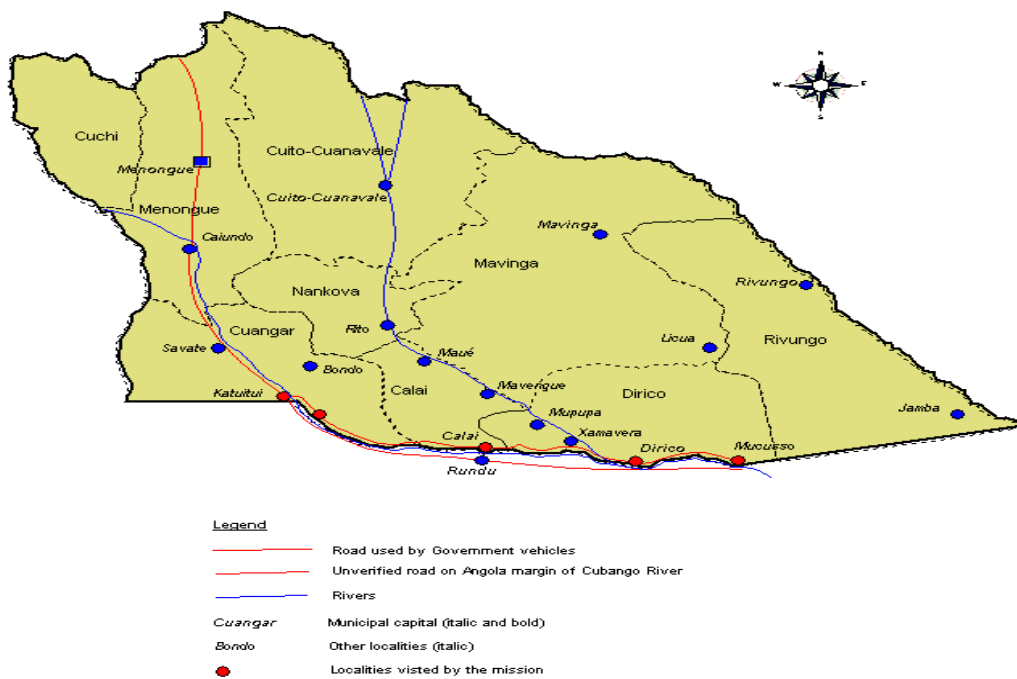 N
W E
S
Cuchi
Cuito-Cuanavale
Menongue
Cuito-Cuanavale
Menongue
Mavinga
Caiundo
Mavinga
Nankova
Rivungo
Cuangar
Rito
Savate
Licua
Rivungo
Maué
Bondo
Calai
Mavengue
Dirico
Katuitui
Mupupa
Jamba
Calai
Xamavera
Dirico
Mucusso
Rundu
Legend
Road used by Government vehicles
Unverified road on Angola margin of Cubango River
Rivers
Cuangar Municipal capital (italic and bold)
Bondo Other localities (italic)
Localities visted by the mission